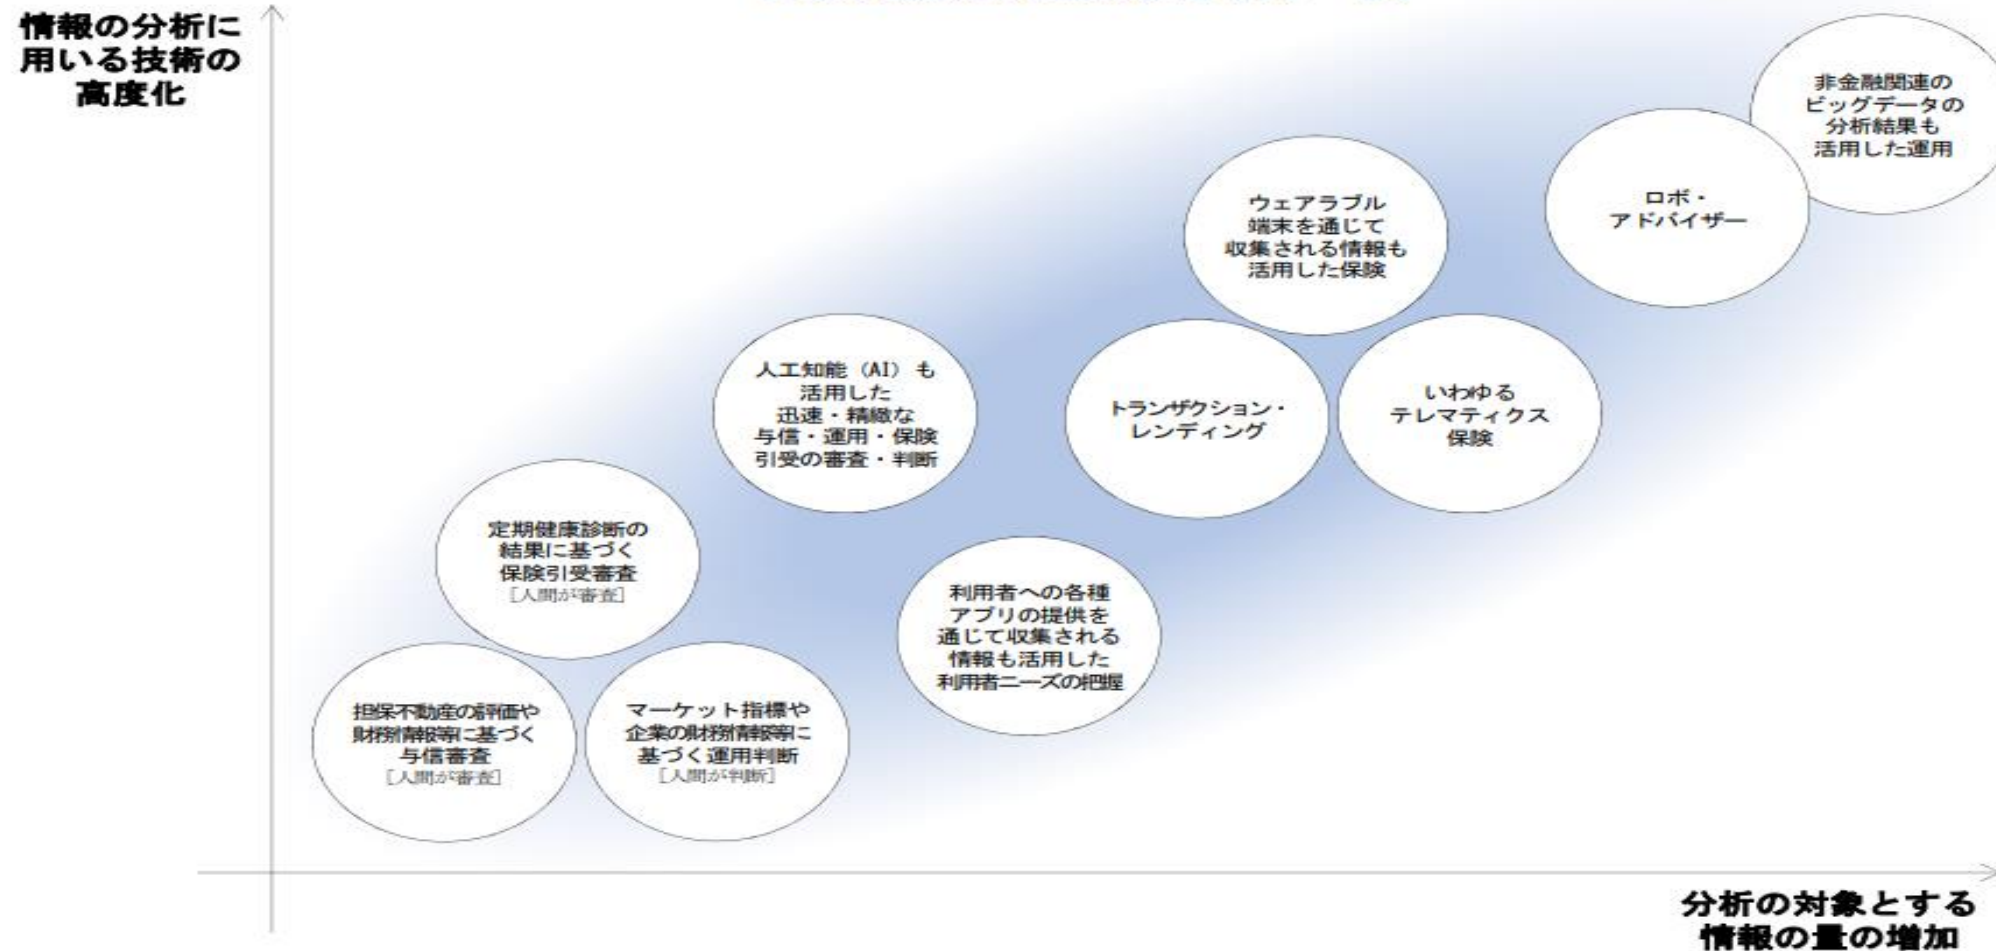 情報の分析に
用いる技術の
高度化
非金融関連の
ビッグデータの
分析結果も
活用した運用
ロボ・
アドバイザー
ウェアラブル
端末を通じて
収集される情報も
活用した保険
人工知能（AI）も
活用した
迅速・精緻な
与信・運用・保険
引受の審査・判断
トランザクション・
レンディング
いわゆる
テレマティクス
保険
定期健康診断の
結果に基づく
保険引受審査
[人間が審査]
利用者への各種
アプリの提供を
通じて収集される
情報も活用した
利用者ニーズの把握
担保不動産の評価や
財務情報等に基づく
与信審査
[人間が審査]
マーケット指標や
企業の財務情報等に
基づく運用判断
[人間が判断]
分析の対象とする
情報の量の増加